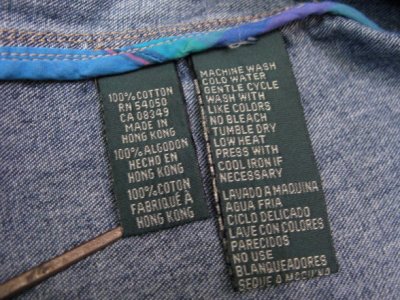 100% COTTON
RN 54050
CA 08349
MADE IN
HONG KONG
100% ALGODON
HECHO EN
HONG KONG
100% COTON
FABRIQUÉ À
HONG KONG
MACHINE WASH
COLD WATER
GENTLE CYCLE
WASH WITH
LIKE COLORS
NO BLEACH
TUMBLE DRY
LOW HEAT
PRESS WITH
COOL IRON IF
NECESSARY
LAVADO A MAQUINA
AGUA FRIA
CICLO DELICADO
LAVE CON COLORES
PARECIDOS
NO USE
BLANQUEADORES
SEQUE A MAQUINA